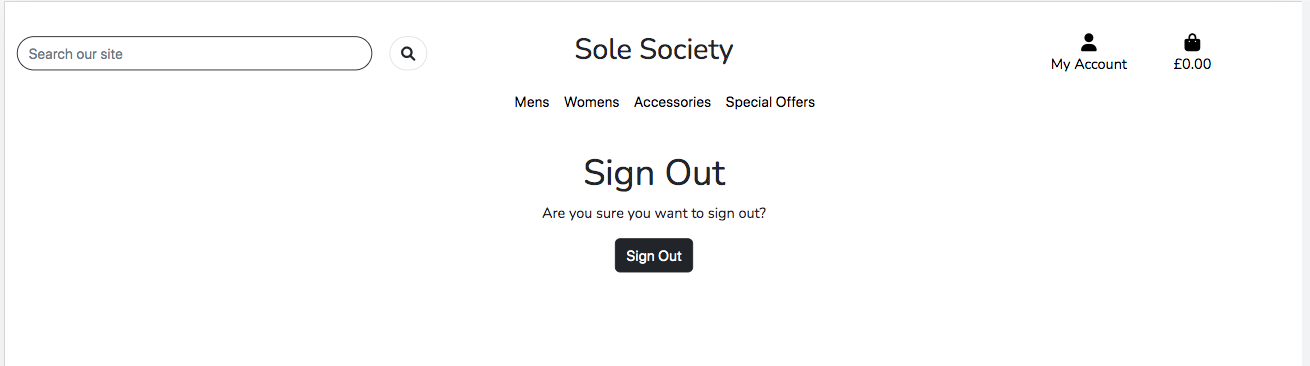 Search our site
Sole Society
My Account
£0.00
Mens Womens Accessories Special Offers
Sign Out
Are you sure you want to sign out?
Sign Out